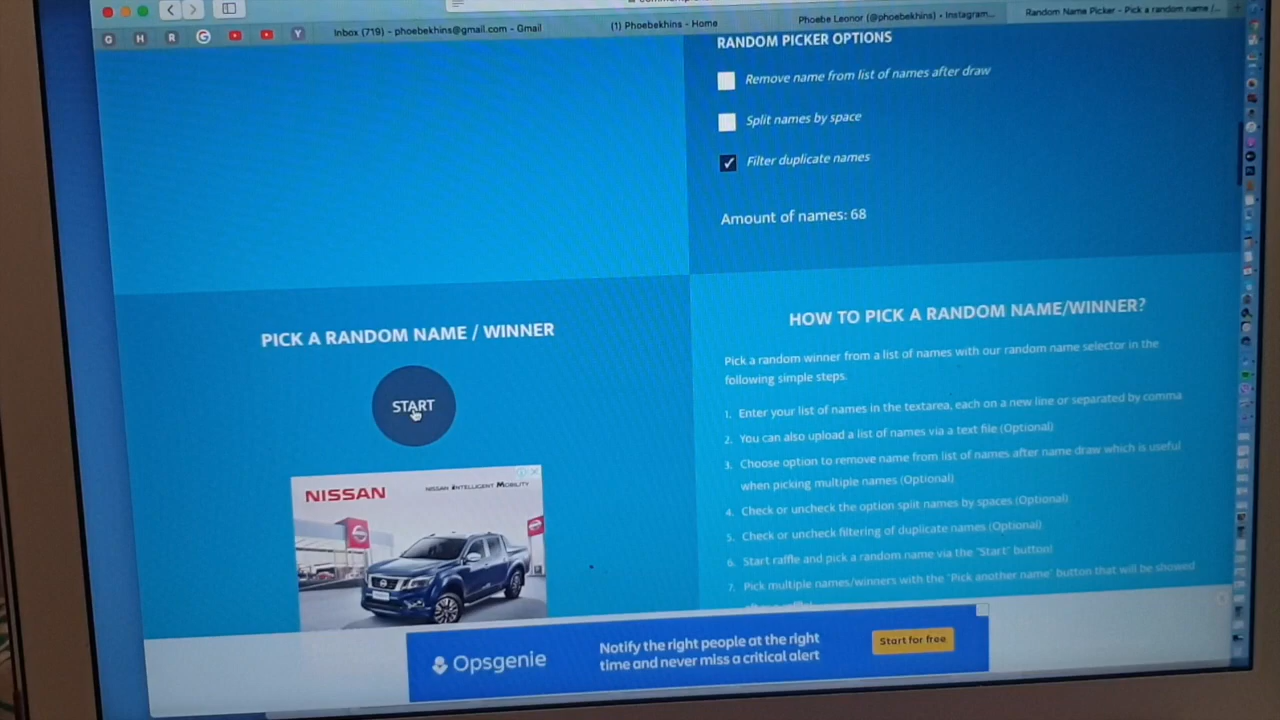 Inbox (719) - phoebekhins@gmail.com - Gmail
(1) Phoebekhins - Home
Phoebe Leonor (@phoebekhins) • Instagram...
Random Name Picker - Pick a random name /...
G
H
R
G
Y
RANDOM PICKER OPTIONS
Remove name from list of names after draw
Split names by space
Filter duplicate names
Amount of names: 68
PICK A RANDOM NAME / WINNER
START
NISSAN
NISSAN INTELLIGENT MOBILITY
HOW TO PICK A RANDOM NAME/WINNER?
Pick a random winner from a list of names with our random name selector in the
following simple steps.
1. Enter your list of names in the textarea, each on a new line or separated by comma
2. You can also upload a list of names via a text file (Optional)
3. Choose option to remove name from list of names after name draw which is useful
when picking multiple names (Optional)
4. Check or uncheck the option split names by spaces (Optional)
5. Check or uncheck filtering of duplicate names (Optional)
6. Start raffle and pick a random name via the "Start" button!
7. Pick multiple names/winners with the "Pick another name" button that will be showed
Opsgenie
Notify the right people at the right
time and never miss a critical alert
Start for free